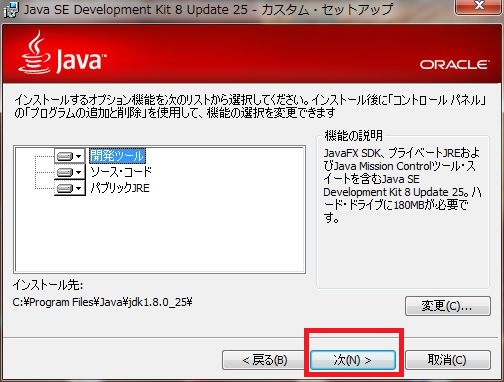 Java SE Development Kit 8 Update 25 - カスタム・セットアップ
Java™
ORACLE
インストールするオプション機能を次のリストから選択してください。インストール後に「コントロール パネル」
の「プログラムの追加と削除」を使用して、機能の選択を変更できます
開発ツール
ソース・コード
パブリックJRE
機能の説明
JavaFX SDK、プライベートJREお
よびJava Mission Controlツール・ス
イートを含むJava SE
Development Kit 8 Update 25。ハ
ード・ドライブに180MBが必要で
す。
インストール先:
C:¥Program Files¥Java¥jdk1.8.0_25¥
変更(C)...
< 戻る(B)
次(N) >
取消(C)